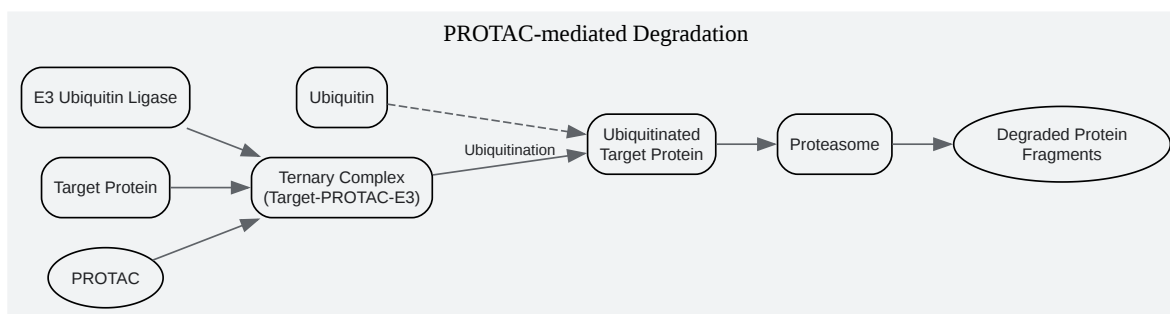 PROTAC-mediated Degradation
E3 Ubiquitin Ligase
Ubiquitin
Target Protein
PROTAC
Ternary Complex
(Target-PROTAC-E3)
Ubiquitination
Ubiquitinated
Target Protein
Proteasome
Degraded Protein
Fragments